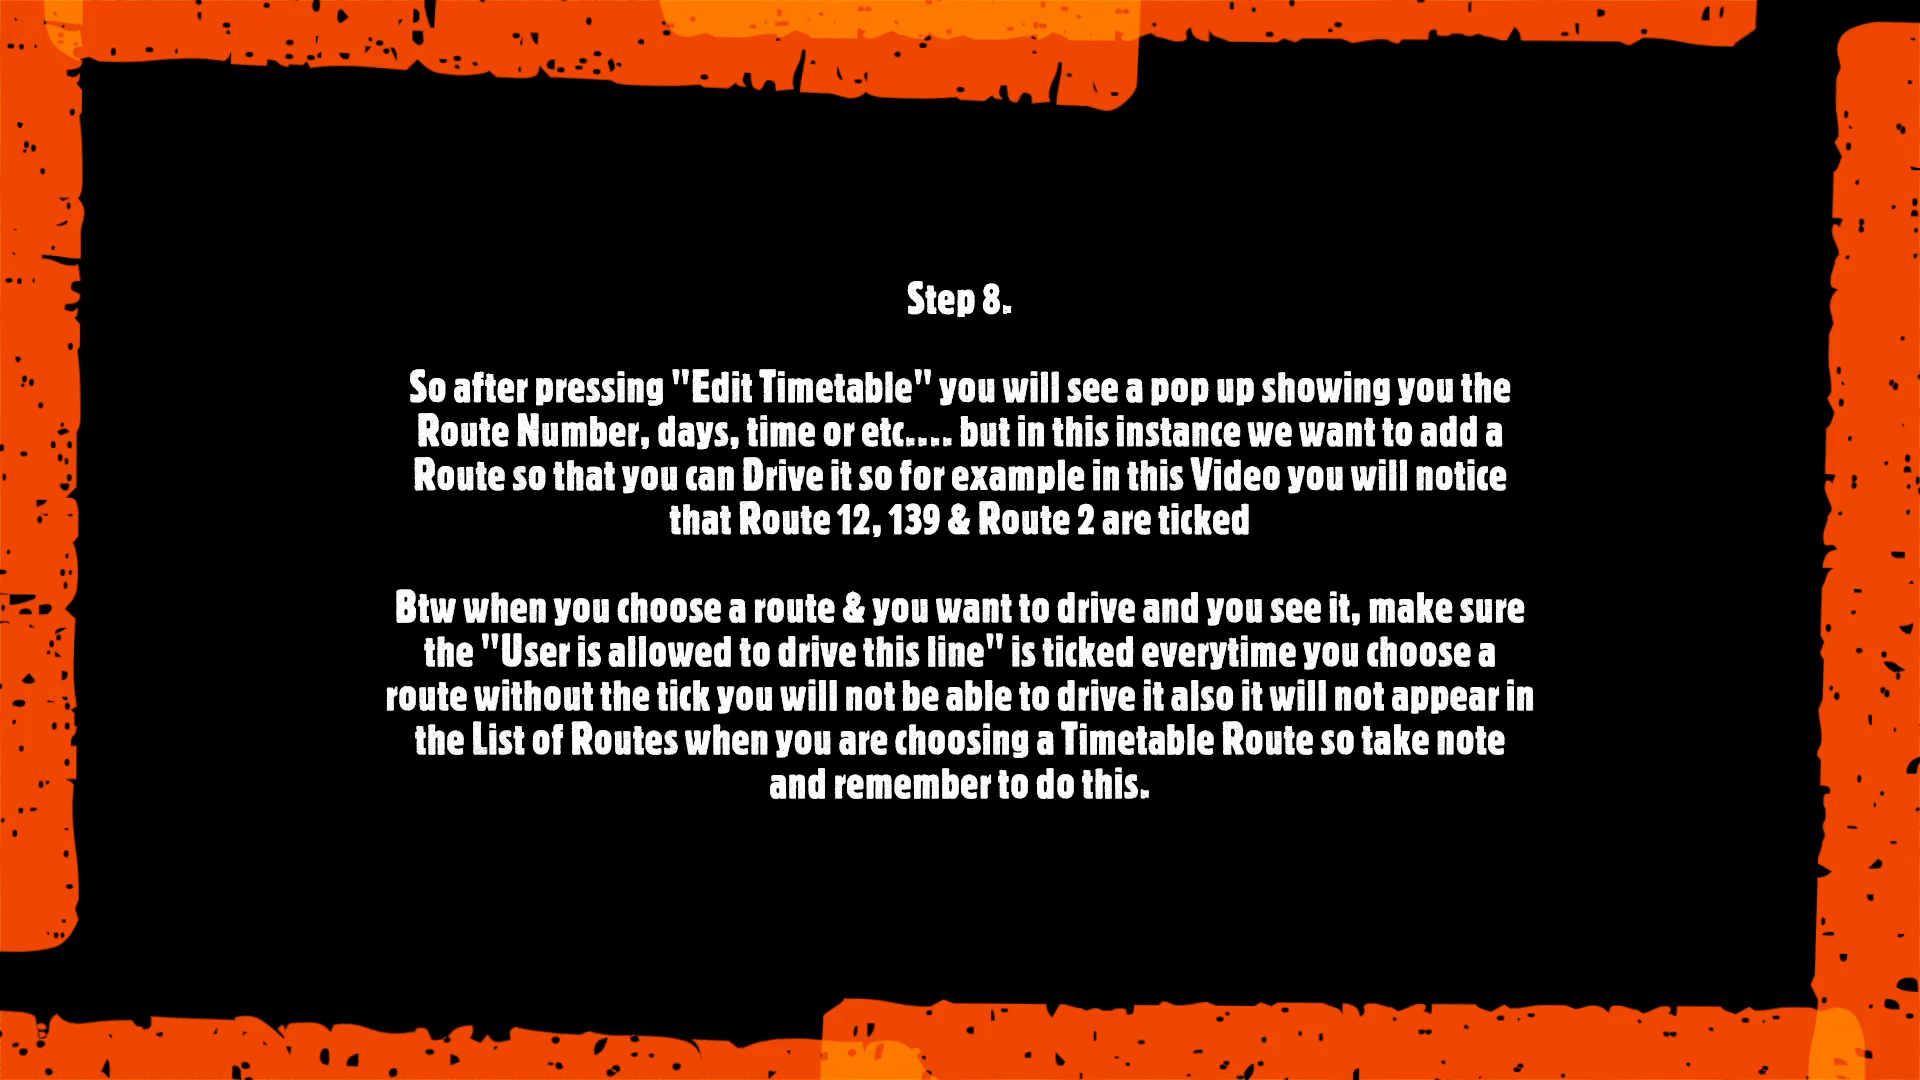 Step 8.
So after pressing "Edit Timetable" you will see a pop up showing you the
Route Number, days, time or etc.... but in this instance we want to add a
Route so that you can Drive it so for example in this Video you will notice
that Route 12, 139 & Route 2 are ticked
Btw when you choose a route & you want to drive and you see it, make sure
the "User is allowed to drive this line" is ticked everytime you choose a
route without the tick you will not be able to drive it also it will not appear in
the List of Routes when you are choosing a Timetable Route so take note
and remember to do this.